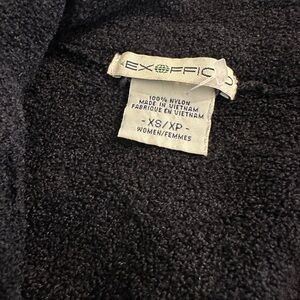 EXOFFICIO
100% NYLON
MADE IN VIETNAM
FABRIQUÉ EN VIETNAM
- XS/XP -
WOMEN/FEMMES